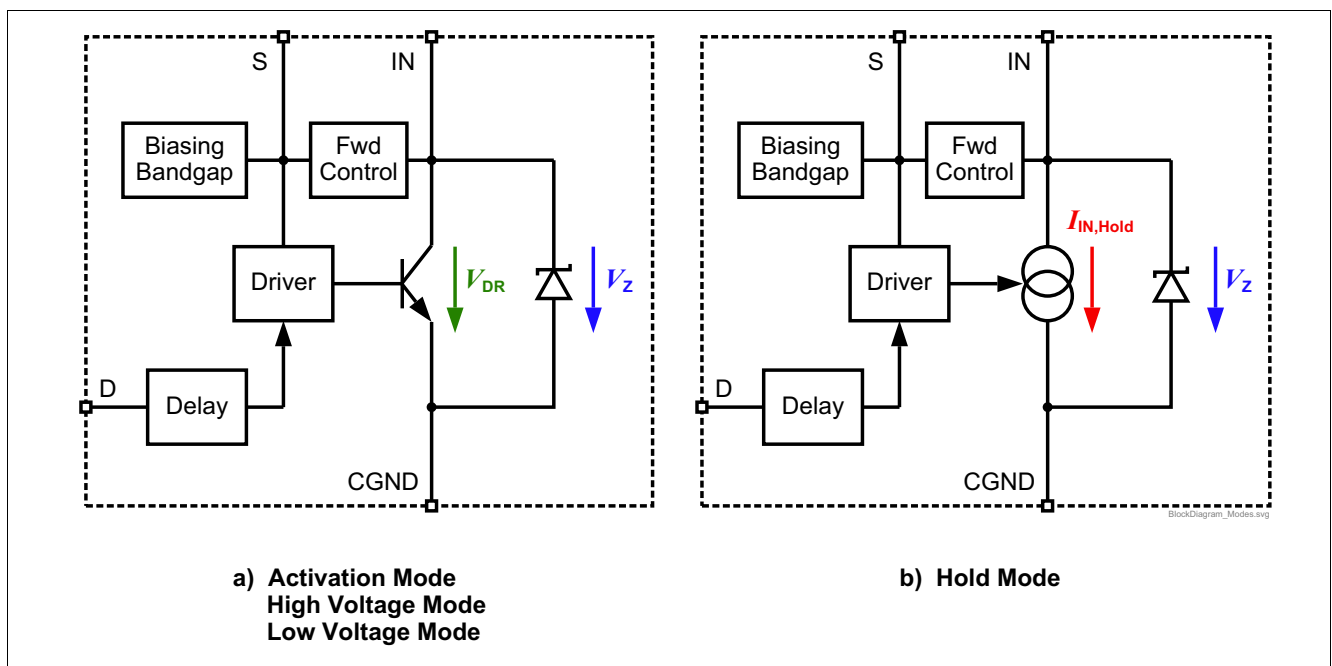 S
IN
Biasing
Bandgap
Fwd
Control
Driver
V_DR
V_Z
D
Delay
CGND
a) Activation Mode
High Voltage Mode
Low Voltage Mode
S
IN
Biasing
Bandgap
Fwd
Control
I_IN,Hold
Driver
V_Z
D
Delay
CGND
BlockDiagram_Modes.svg
b) Hold Mode